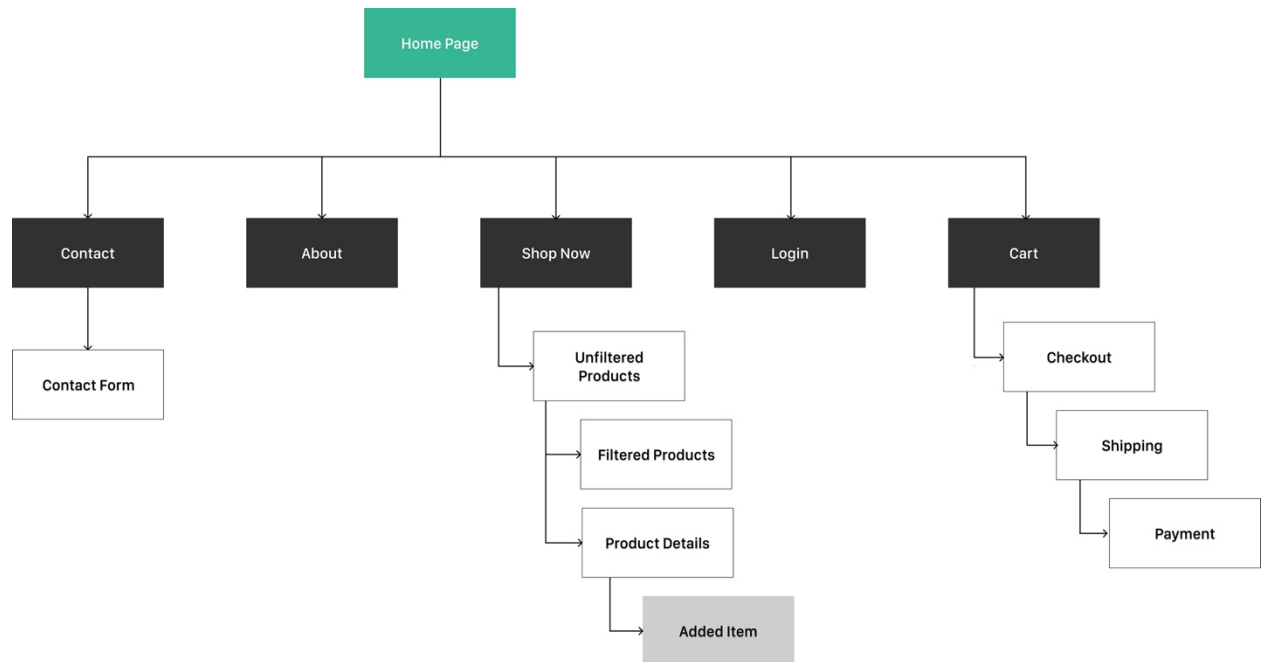 Home Page
Contact
About
Shop Now
Login
Cart
Contact Form
Unfiltered
Products
Filtered Products
Product Details
Added Item
Checkout
Shipping
Payment